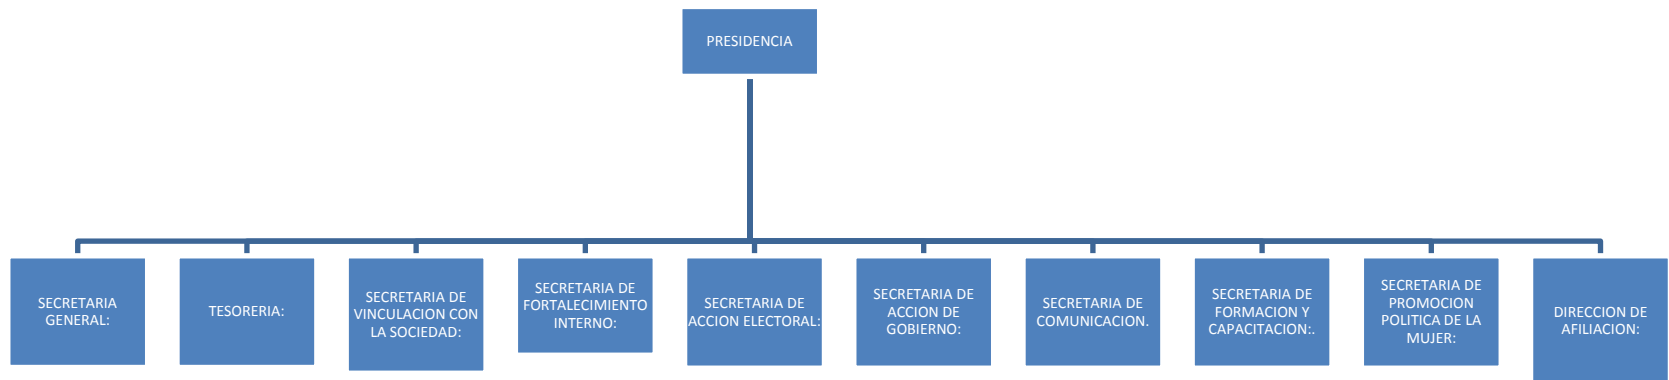 PRESIDENCIA
SECRETARIA
GENERAL:
TESORERIA:
SECRETARIA DE
VINCULACION CON
LA SOCIEDAD:
SECRETARIA DE
FORTALECIMIENTO
INTERNO:
SECRETARIA DE
ACCION ELECTORAL:
SECRETARIA DE
ACCION DE
GOBIERNO:
SECRETARIA DE
COMUNICACION.
SECRETARIA DE
FORMACION Y
CAPACITACION:.
SECRETARIA DE
PROMOCION
POLITICA DE LA
MUJER:
DIRECCION DE
AFILIACION: